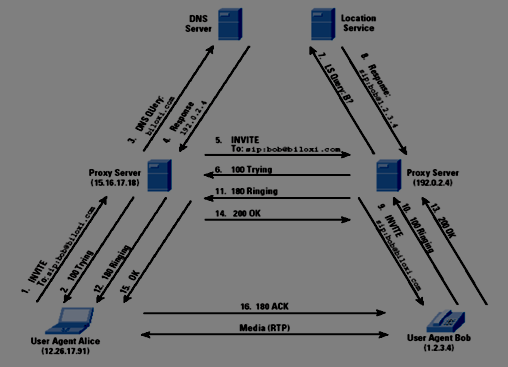 DNS
Server
Location
Service
3. DNS QUery:
biloxi.com
4. Response
192.0.2.4
7. LS Query: B?
8. Response:
sip:bob@1.2.3.4
5. INVITE
To: sip:bob@biloxi.com
6. 100 Trying
Proxy Server
(15.16.17.18)
Proxy Server
(192.0.2.4)
11. 180 Ringing
14. 200 OK
1. INVITE
To: sip:bob@biloxi.com
2. 100 Trying
12. 180 Ringing
15. OK
9. INVITE
sip:bob@biloxi.com
10. 100 Ringing
13. 200 OK
16. 180 ACK
Media (RTP)
User Agent Alice
(12.26.17.91)
User Agent Bob
(1.2.3.4)